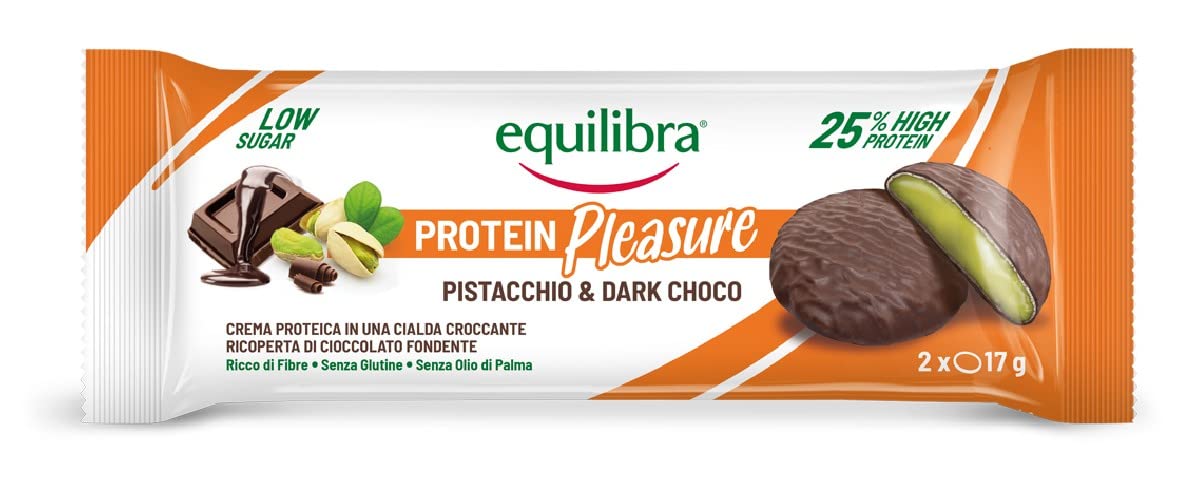 LOW
SUGAR
equilibra®
25% HIGH
PROTEIN
PROTEIN Pleasure
PISTACCHIO & DARK CHOCO
CREMA PROTEICA IN UNA CIALDA CROCCANTE
RICOPERTA DI CIOCCOLATO FONDENTE
Ricco di Fibre • Senza Glutine • Senza Olio di Palma
2 x 17 g